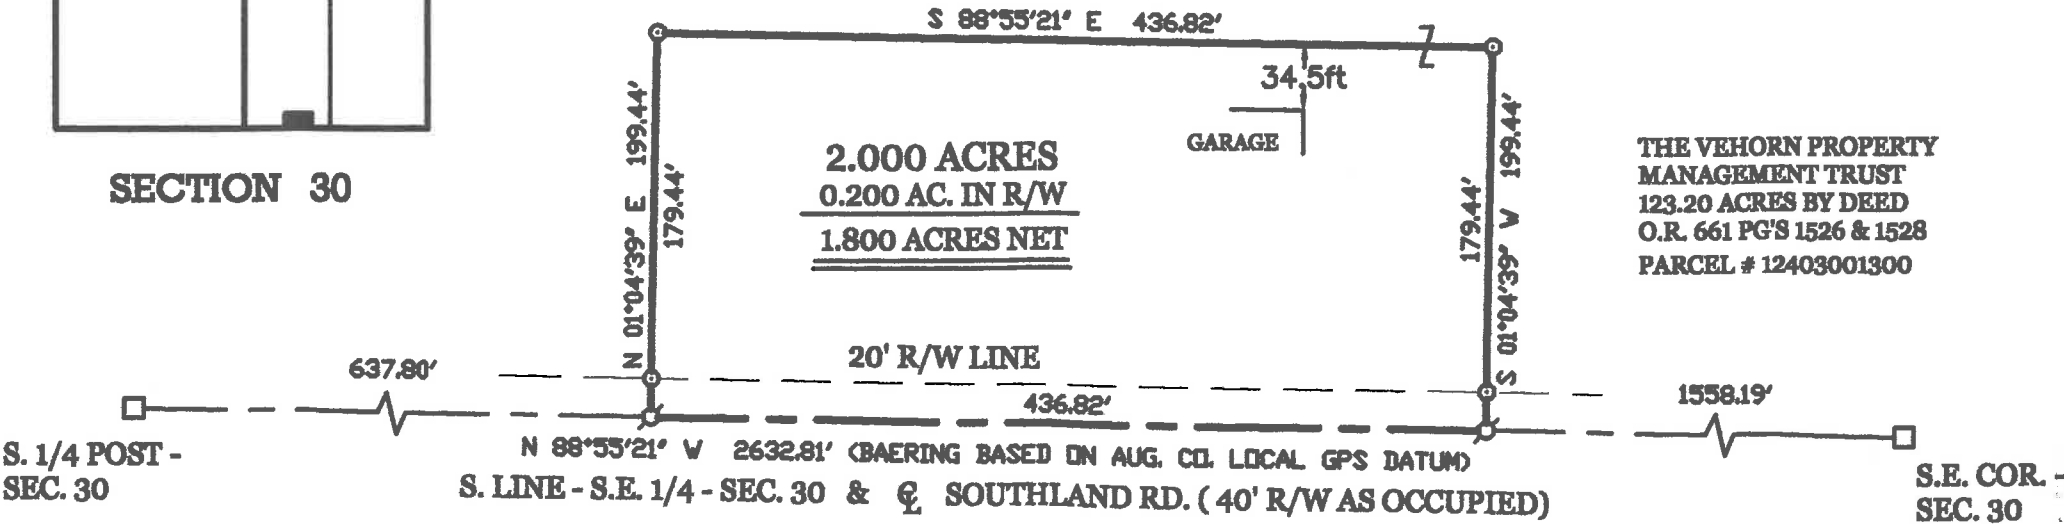 S 88°55'21" E 436.82'
34.5ft
GARAGE
N 01°04'39" E 199.44'
179.44'
2.000 ACRES
0.200 AC. IN R/W
1.800 ACRES NET
179.44'
S 01°04'39" W 199.44'
SECTION 30
THE VEHORN PROPERTY
MANAGEMENT TRUST
123.20 ACRES BY DEED
O.R. 661 PG'S 1526 & 1528
PARCEL # 12403001300
20' R/W LINE
637.80'
436.82'
1558.19'
N 88°55'21" W 2632.81' (BAERING BASED ON AUG. CO. LOCAL GPS DATUM)
S. LINE - S.E. 1/4 - SEC. 30 & ℄ SOUTHLAND RD. ( 40' R/W AS OCCUPIED)
S. 1/4 POST -
SEC. 30
S.E. COR. -
SEC. 30